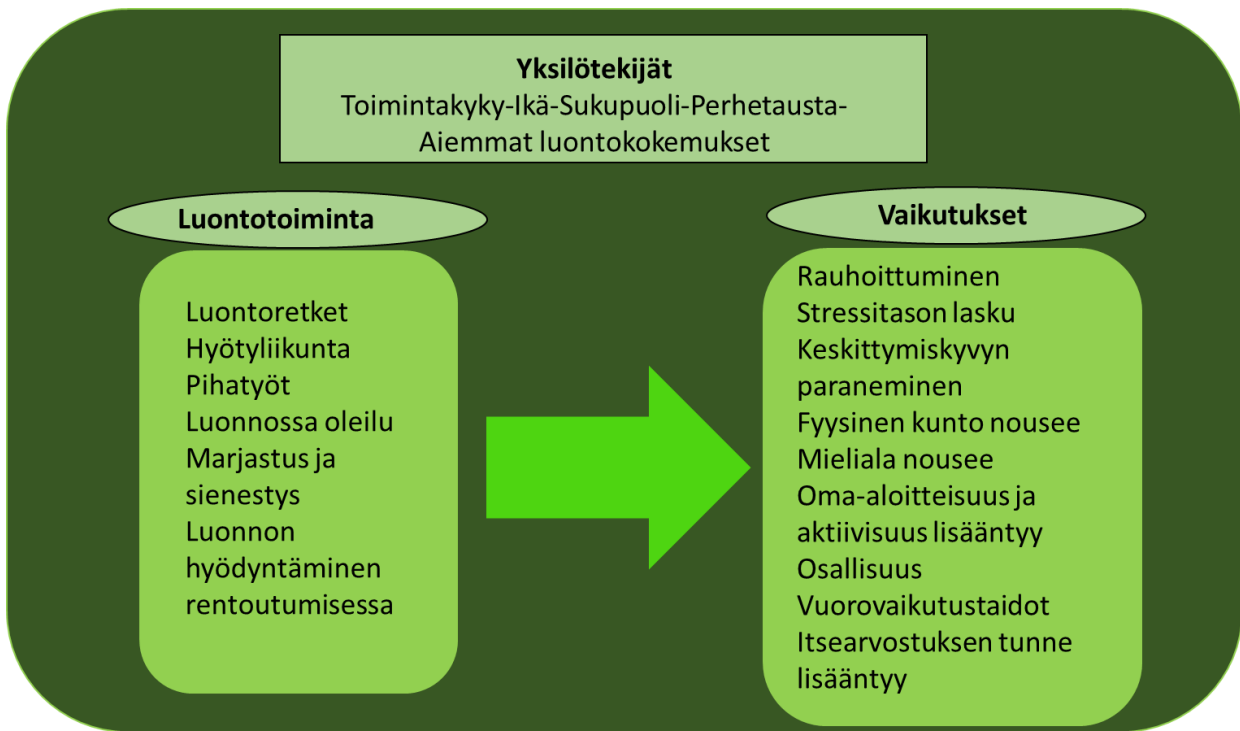 Yksilötekijät
Toimintakyky-Ikä-Sukupuoli-Perhetausta-
Aiemmat luontokokemukset
Luontotoiminta
Luontoretket
Hyötyliikunta
Pihatyöt
Luonnossa oleilu
Marjastus ja
sienestys
Luonnon
hyödyntäminen
rentoutumisessa
Vaikutukset
Rauhoittuminen
Stressitason lasku
Keskittymiskyvyn
paraneminen
Fyysinen kunto nousee
Mieliala nousee
Oma-aloitteisuus ja
aktiivisuus lisääntyy
Osallisuus
Vuorovaikutustaidot
Itsearvostuksen tunne
lisääntyy